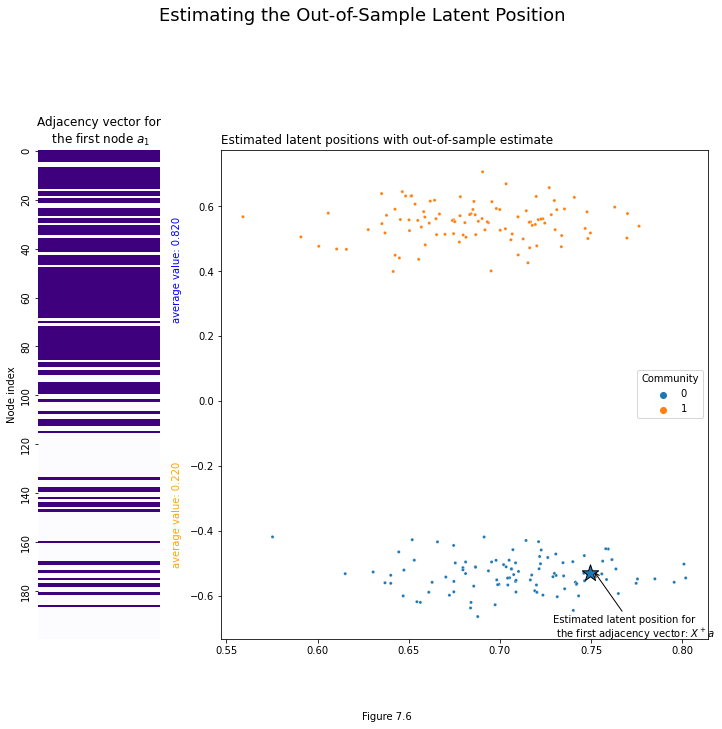 Estimating the Out-of-Sample Latent Position
Adjacency vector for
the first node a₁
0
20
40
60
80
100
120
140
160
180
Node index
average value: 0.820
average value: 0.220
Estimated latent positions with out-of-sample estimate
0.6
0.4
0.2
0.0
−0.2
−0.4
−0.6
0.55
0.60
0.65
0.70
0.75
0.80
Community
0
1
Estimated latent position for
the first adjacency vector: X⁺a
Figure 7.6